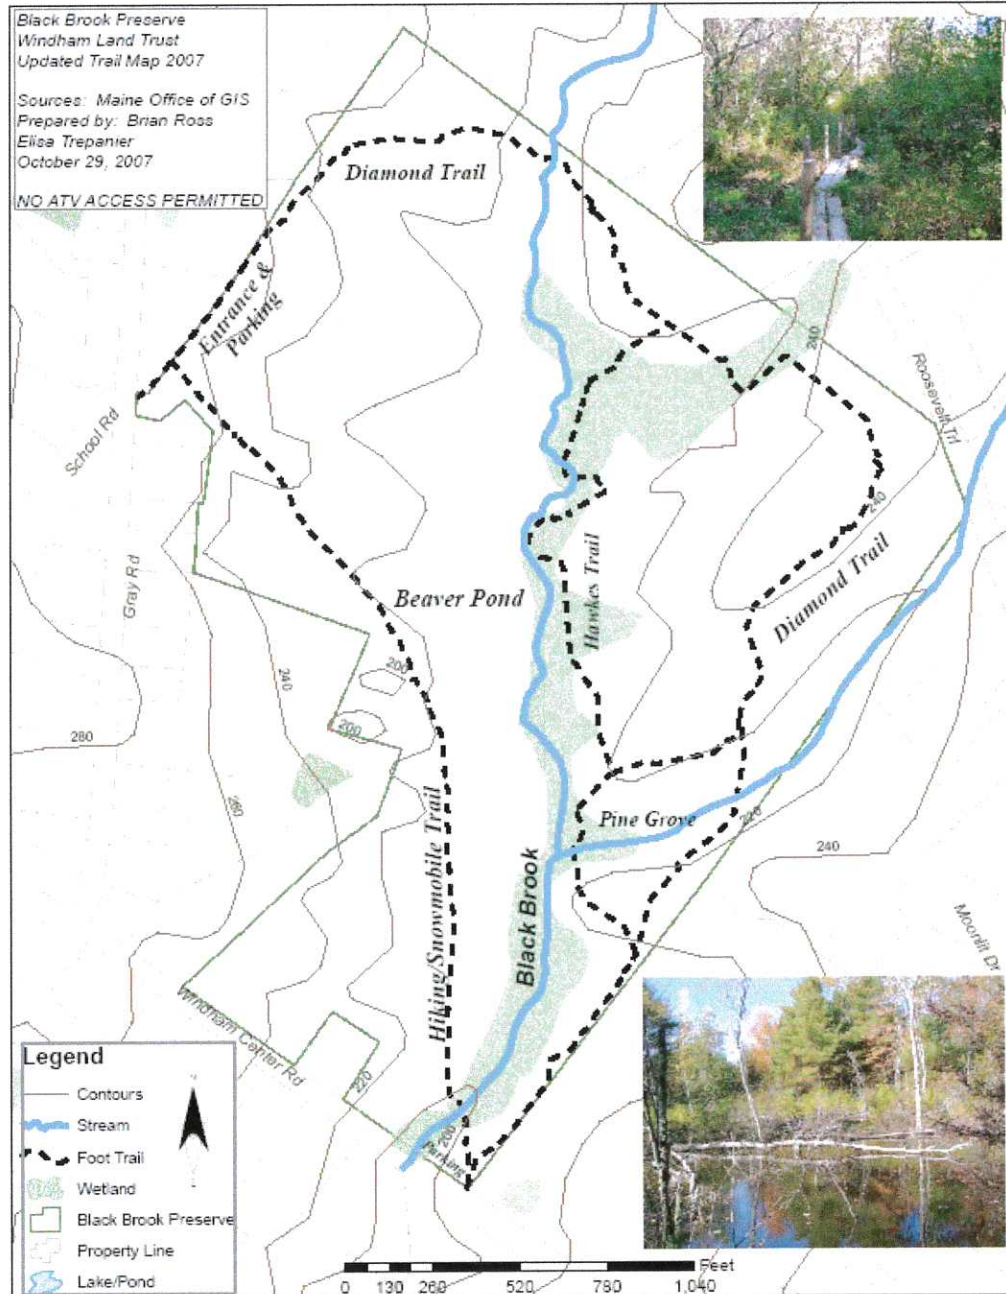 Black Brook Preserve
Windham Land Trust
Updated Trail Map 2007
Sources: Maine Office of GIS
Prepared by: Brian Ross
Elisa Trepanier
October 29, 2007
NO ATV ACCESS PERMITTED
Diamond Trail
Entrance &
Parking
240
Roosevelt Trl
School Rd
240
Gray Rd
Hawkes Trail
Diamond Trail
Beaver Pond
200
240
200
280
260
Hiking/Snowmobile Trail
Pine Grove
220
240
Black Brook
Moonlit Dr
Windham Center Rd
220
200
Parking
Legend
Contours
Stream
Foot Trail
Wetland
Black Brook Preserve
Property Line
Lake/Pond
Feet
0 130 260 520 780 1,040